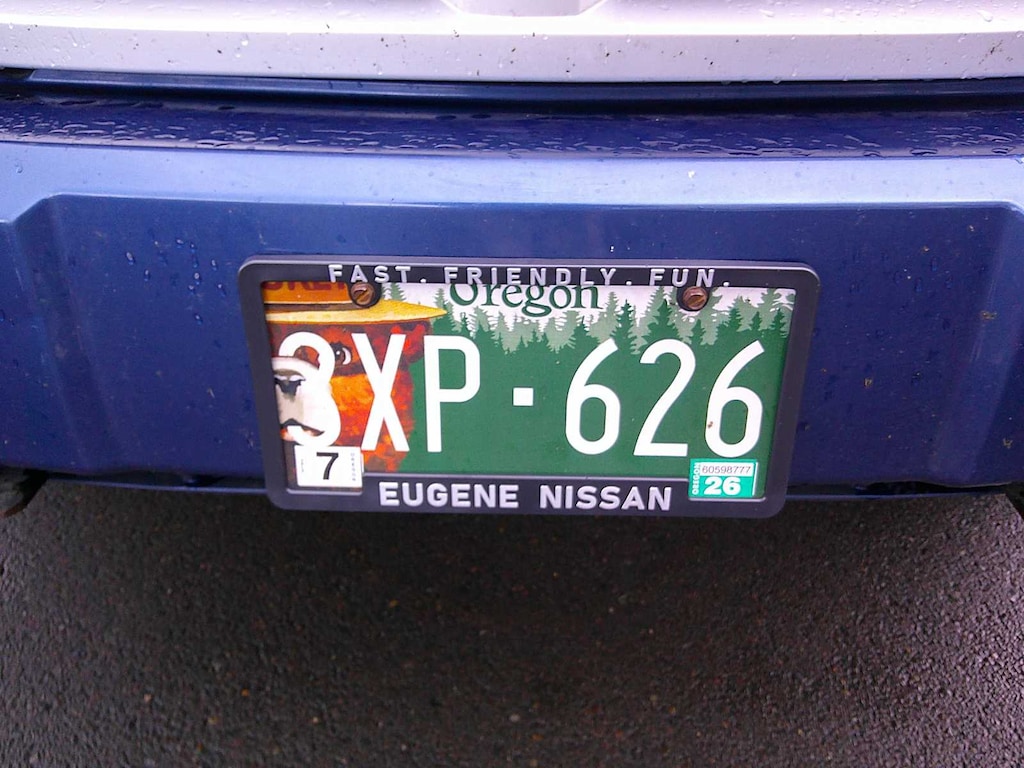 FAST. FRIENDLY. FUN.
Oregon
3XP·626
7
OREGON
60598777
26
EUGENE NISSAN